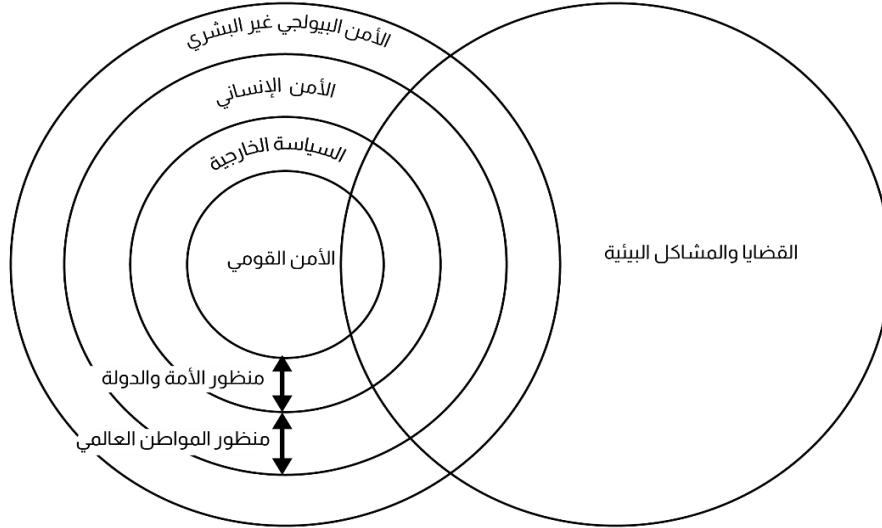 الأمن البيولجي غير البشري
الأمن الإنساني
السياسة الخارجية
الأمن القومي
القضايا والمشاكل البيئية
منظور الأمة والدولة
منظور المواطن العالمي